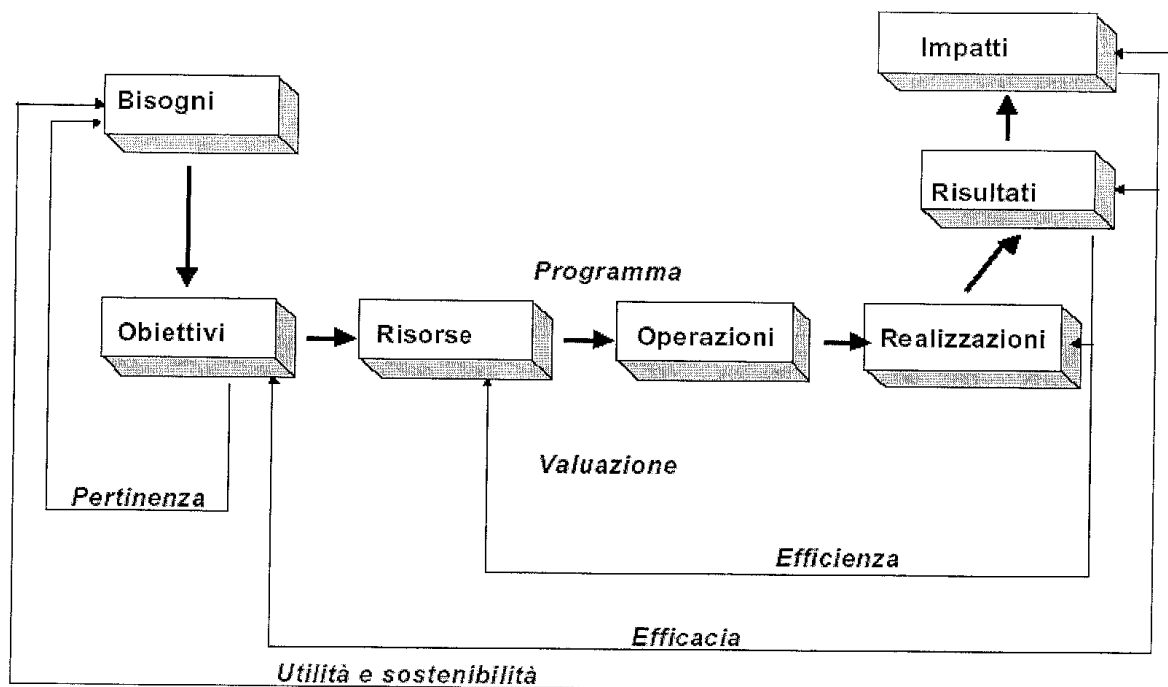 Impatti
Bisogni
Risultati
Programma
Obiettivi
Risorse
Operazioni
Realizzazioni
Valuazione
Pertinenza
Efficienza
Efficacia
Utilità e sostenibilità